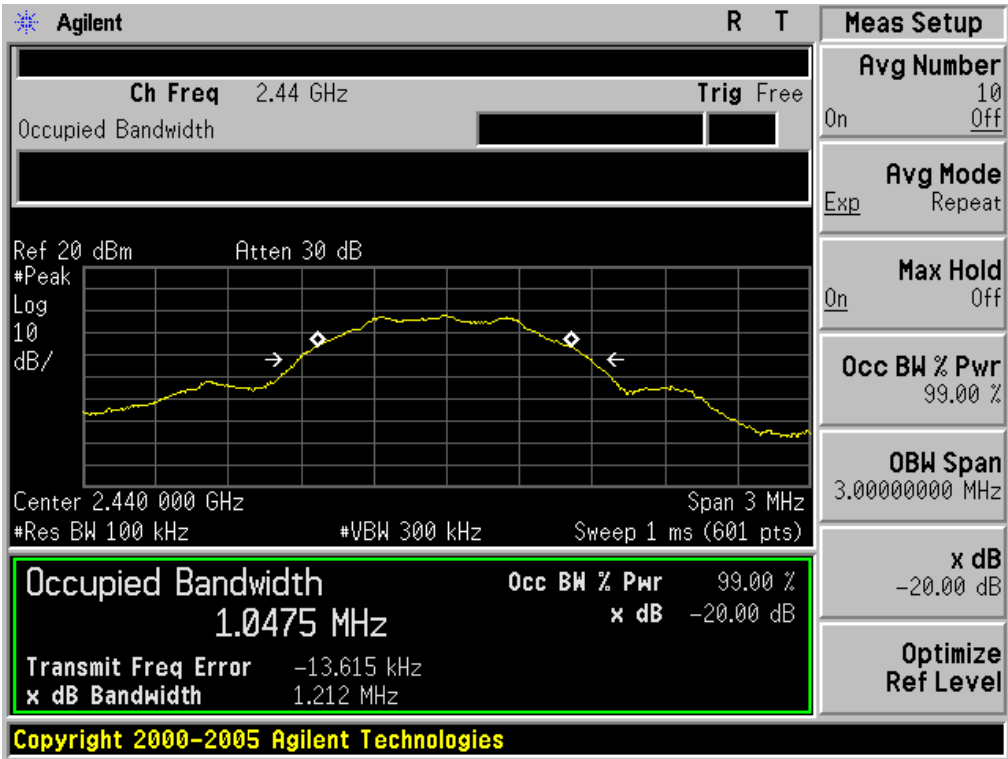 Agilent R T
Ch Freq 2.44 GHz Trig Free
Occupied Bandwidth
Ref 20 dBm Atten 30 dB
#Peak
Log
10
dB/
Center 2.440 000 GHz Span 3 MHz
#Res BW 100 kHz #VBW 300 kHz Sweep 1 ms (601 pts)
Occupied Bandwidth Occ BW % Pwr 99.00 %
1.0475 MHz x dB -20.00 dB
Transmit Freq Error -13.615 kHz
x dB Bandwidth 1.212 MHz
Copyright 2000-2005 Agilent Technologies
Meas Setup
Avg Number
10
On Off
Avg Mode
Exp Repeat
Max Hold
On Off
Occ BW % Pwr
99.00 %
OBW Span
3.00000000 MHz
x dB
-20.00 dB
Optimize
Ref Level